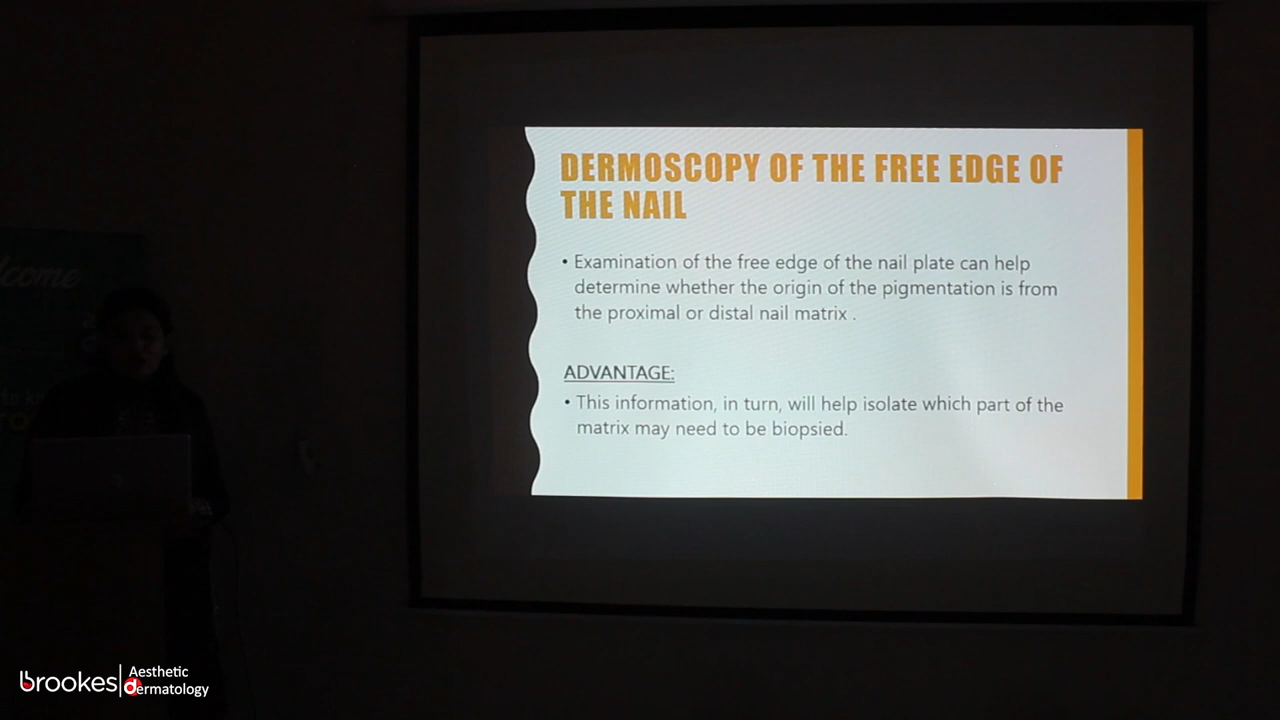 DERMOSCOPY OF THE FREE EDGE OF
THE NAIL
• Examination of the free edge of the nail plate can help
determine whether the origin of the pigmentation is from
the proximal or distal nail matrix .
ADVANTAGE:
• This information, in turn, will help isolate which part of the
matrix may need to be biopsied.
brookes
Aesthetic
dermatology